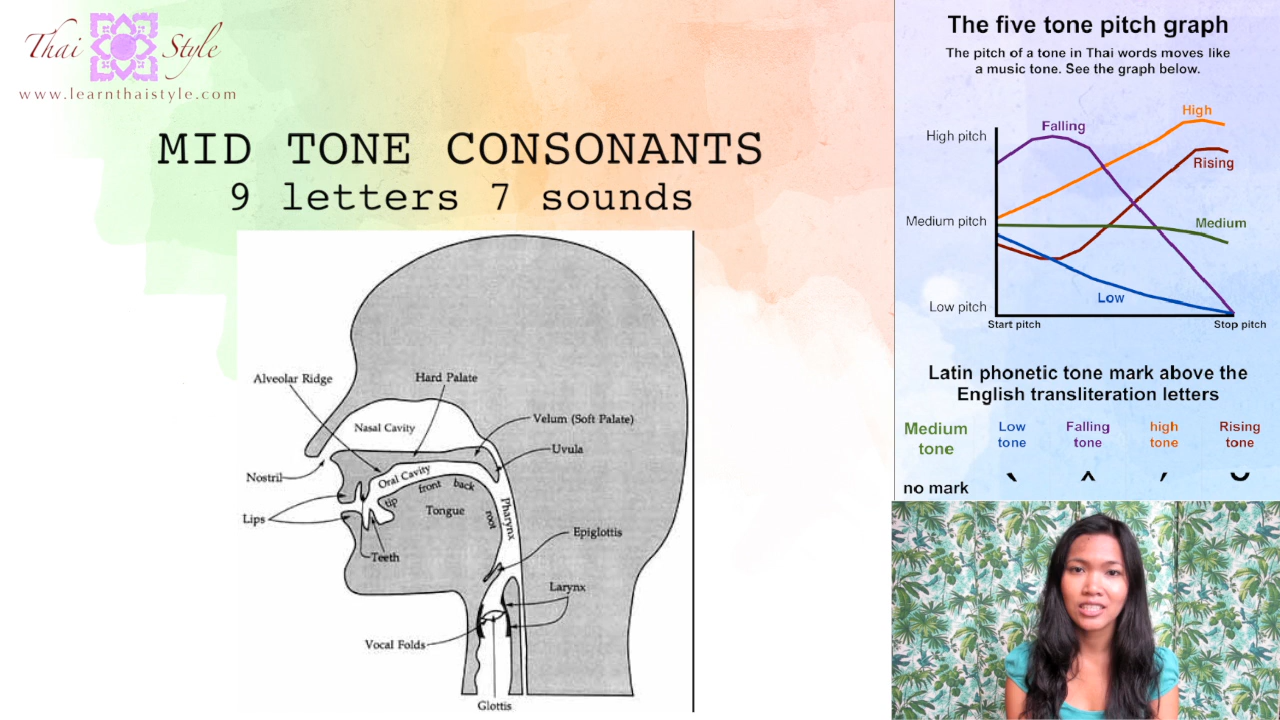 Thai Style
www.learnthaistyle.com
MID TONE CONSONANTS
9 letters 7 sounds
Alveolar Ridge
Hard Palate
Nasal Cavity
Velum (Soft Palate)
Uvula
Nostril
Oral Cavity
tip
front
back
root
Tongue
Pharynx
Lips
Teeth
Epiglottis
Larynx
Vocal Folds
Glottis
The five tone pitch graph
The pitch of a tone in Thai words moves like
a music tone. See the graph below.
High pitch
Medium pitch
Low pitch
Falling
High
Rising
Medium
Low
Start pitch
Stop pitch
Latin phonetic tone mark above the
English transliteration letters
Medium
tone
Low
tone
Falling
tone
high
tone
Rising
tone
no mark